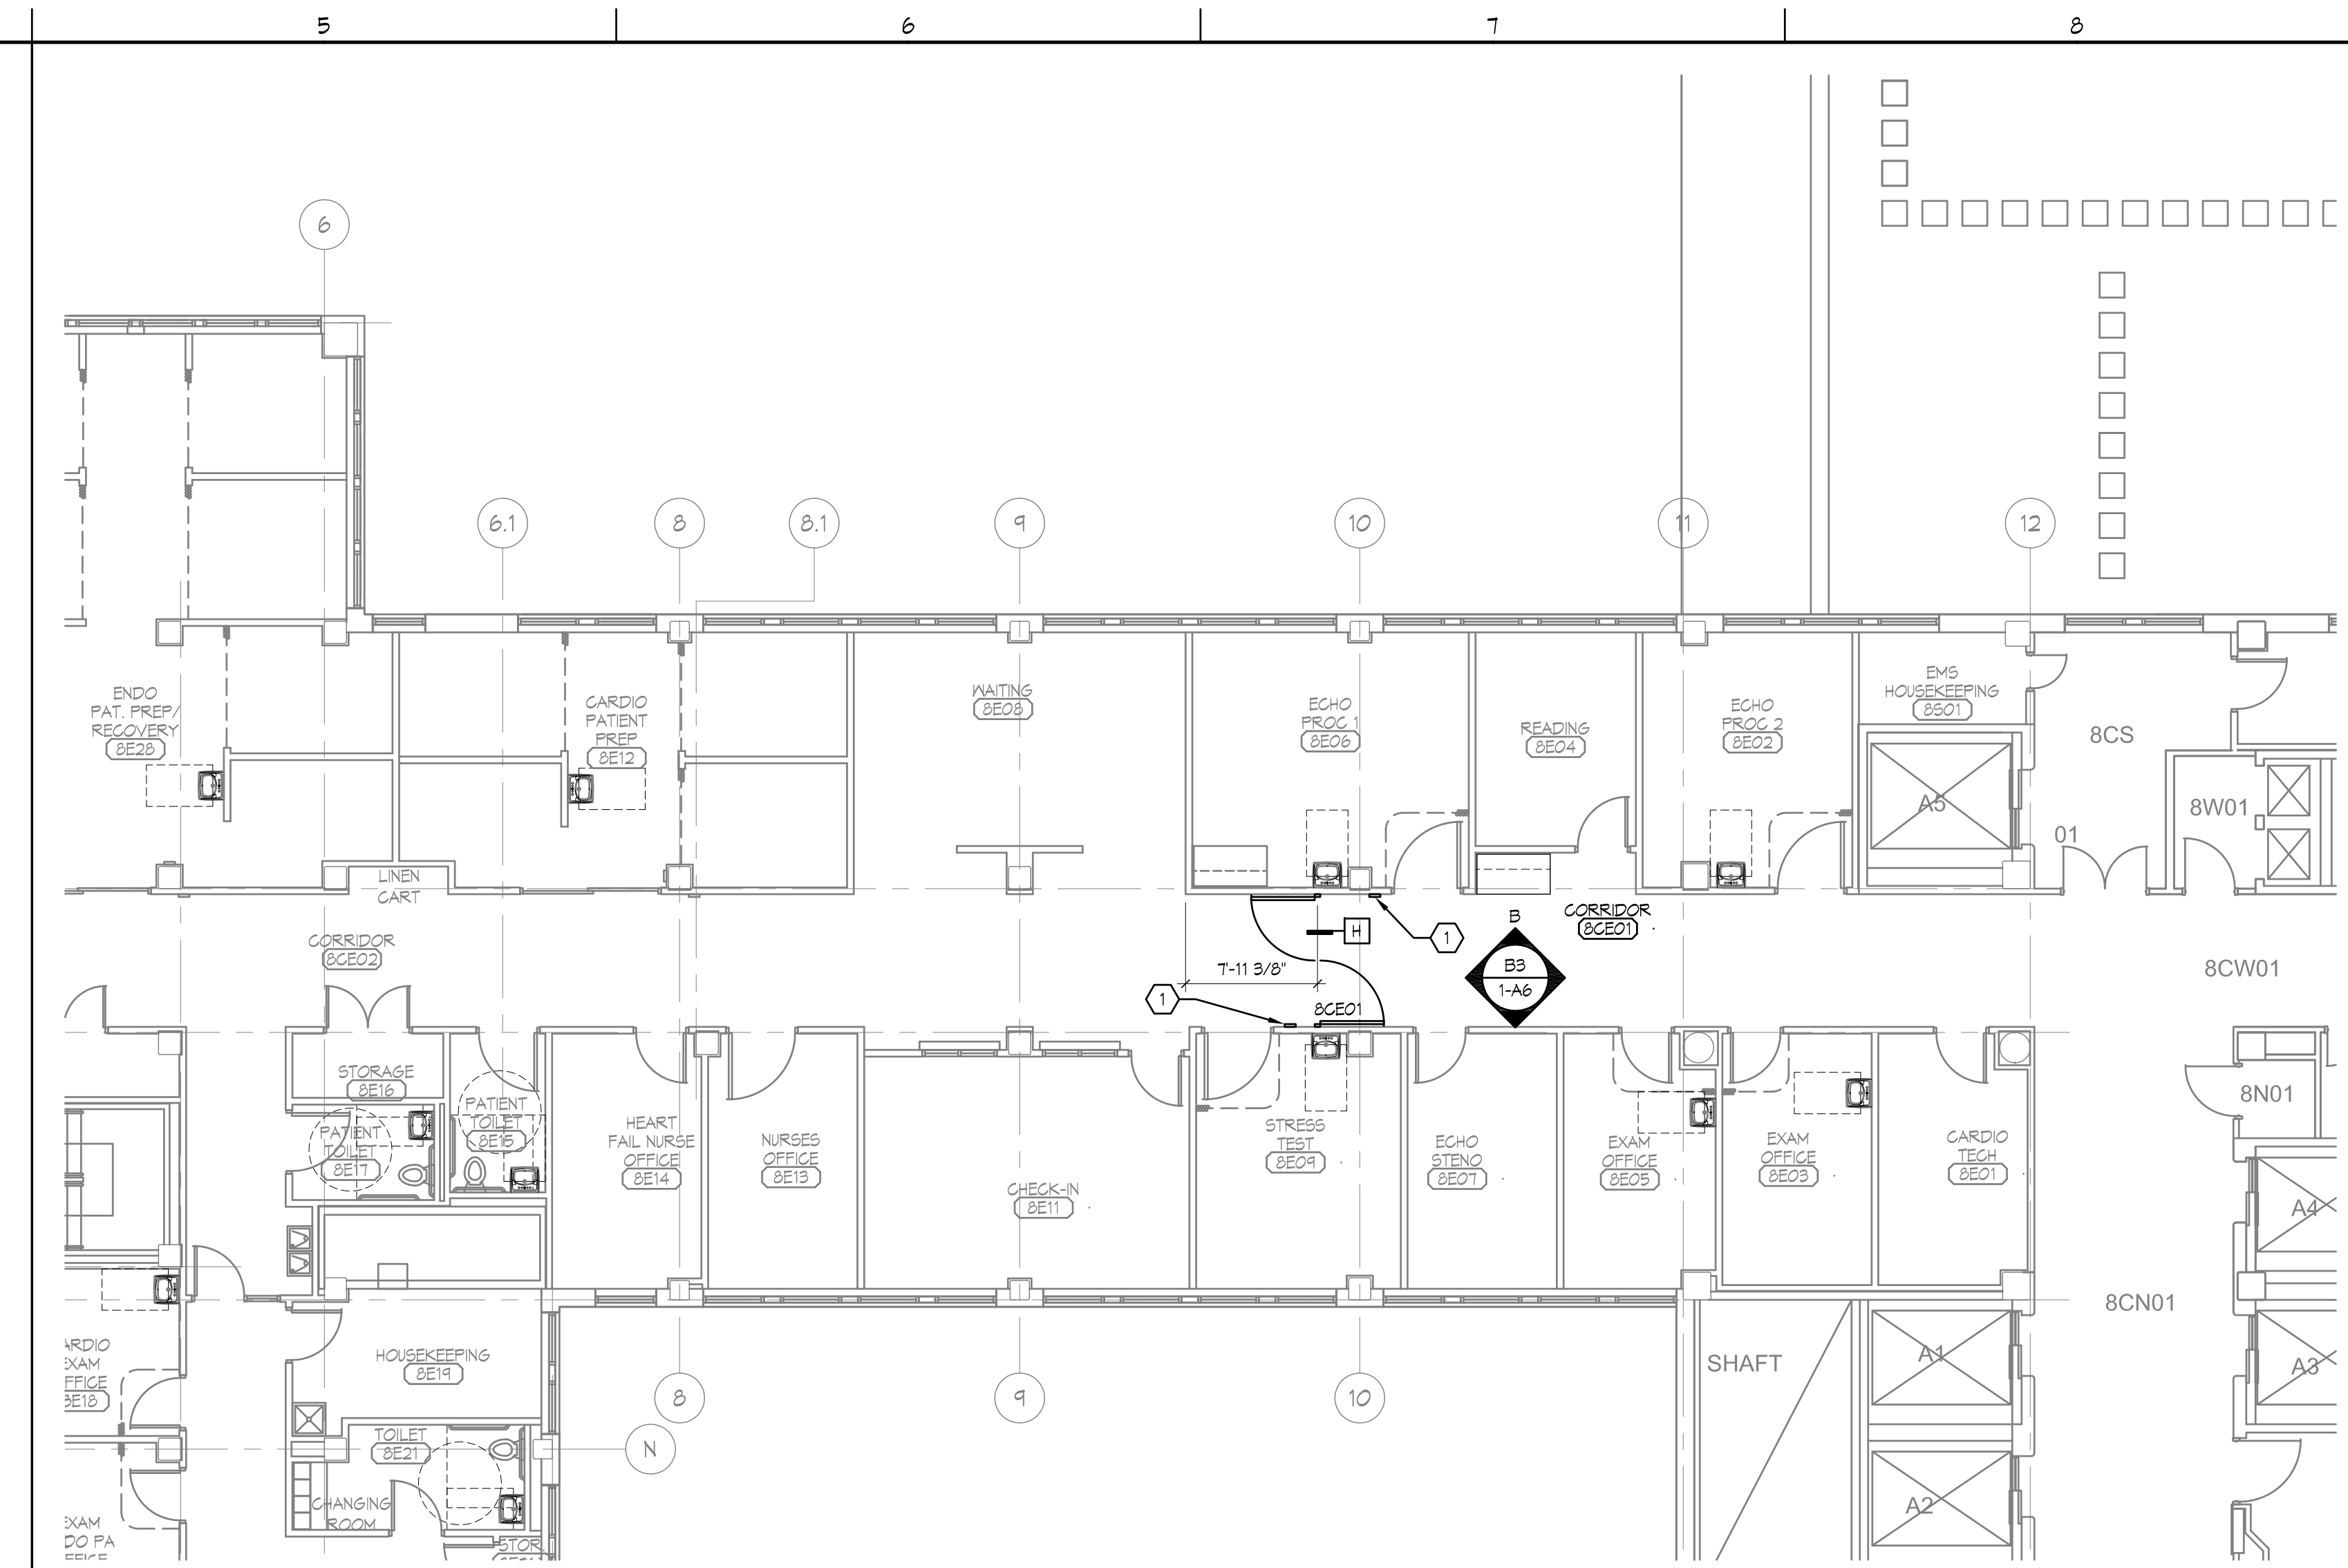 5
6
7
8
6
6.1
8
8.1
9
10
11
12
ENDO
PAT. PREP/
RECOVERY
8E28
CARDIO
PATIENT
PREP
8E12
WAITING
8E08
ECHO
PROC 1
8E06
READING
8E04
ECHO
PROC 2
8E02
EMS
HOUSEKEEPING
8S01
8CS
A5
01
8W01
LINEN
CART
CORRIDOR
8CE02
H
1
7'-11 3/8"
1
8CE01
B
B3
1-A6
CORRIDOR
8CE01
8CW01
STORAGE
8E16
PATIENT
TOILET
8E17
PATIENT
TOILET
8E15
HEART
FAIL NURSE
OFFICE
8E14
NURSES
OFFICE
8E13
CHECK-IN
8E11
STRESS
TEST
8E09
ECHO
STENO
8E07
EXAM
OFFICE
8E05
EXAM
OFFICE
8E03
CARDIO
TECH
8E01
8N01
A4
8CN01
HOUSEKEEPING
8E19
8
9
10
SHAFT
A1
A3
8E18
TOILET
8E21
N
CHANGING
ROOM
STOR.
A2
EXAM